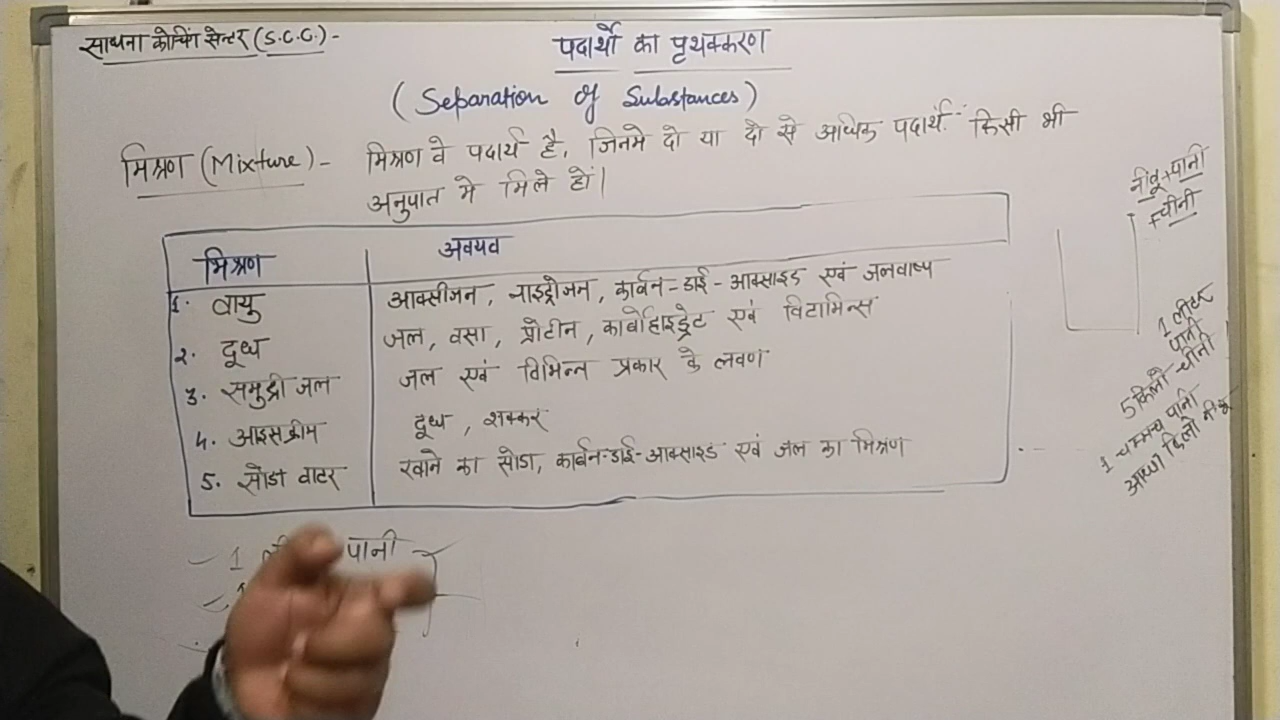 साधना कोचिंग सेन्टर (S.C.C.)-
पदार्थो का पृथक्करण
(Separation of Substances)
मिश्रण (Mixture)- मिश्रण वे पदार्थ है, जिनमे दो या दो से अधिक पदार्थ किसी भी
अनुपात मे मिले हों।
मिश्रण अवयव
1. वायु आक्सीजन, नाइट्रोजन, कार्बन-डाई-आक्साइड एवं जलवाष्प
2. दूध जल, वसा, प्रोटीन, कार्बोहाइड्रेट एवं विटामिन्स
3. समुद्री जल जल एवं विभिन्न प्रकार के लवण
4. आइसक्रीम दूध, शक्कर
5. सोडा वाटर खाने का सोडा, कार्बन-डाई-आक्साइड एवं जल का मिश्रण
1 पानी
नींबू+पानी
+चीनी
1 लीटर
पानी
5 किलो चीनी
1 चम्मच पानी
आधा किलो